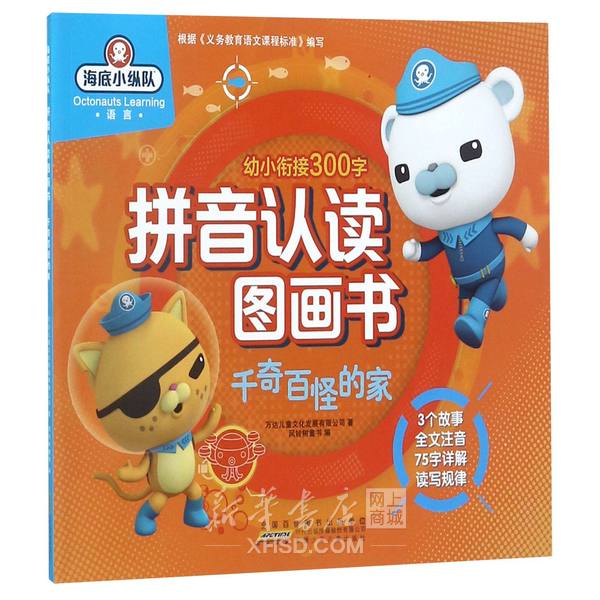 海底小纵队
Octonauts Learning
·语言·
根据《义务教育语文课程标准》编写
幼小衔接300字
拼音认读
图画书
千奇百怪的家
万达儿童文化发展有限公司 著
风铃树童书 编
3个故事
全文注音
75字详解
读写规律
新华书店
网上
商城
XHSD.COM